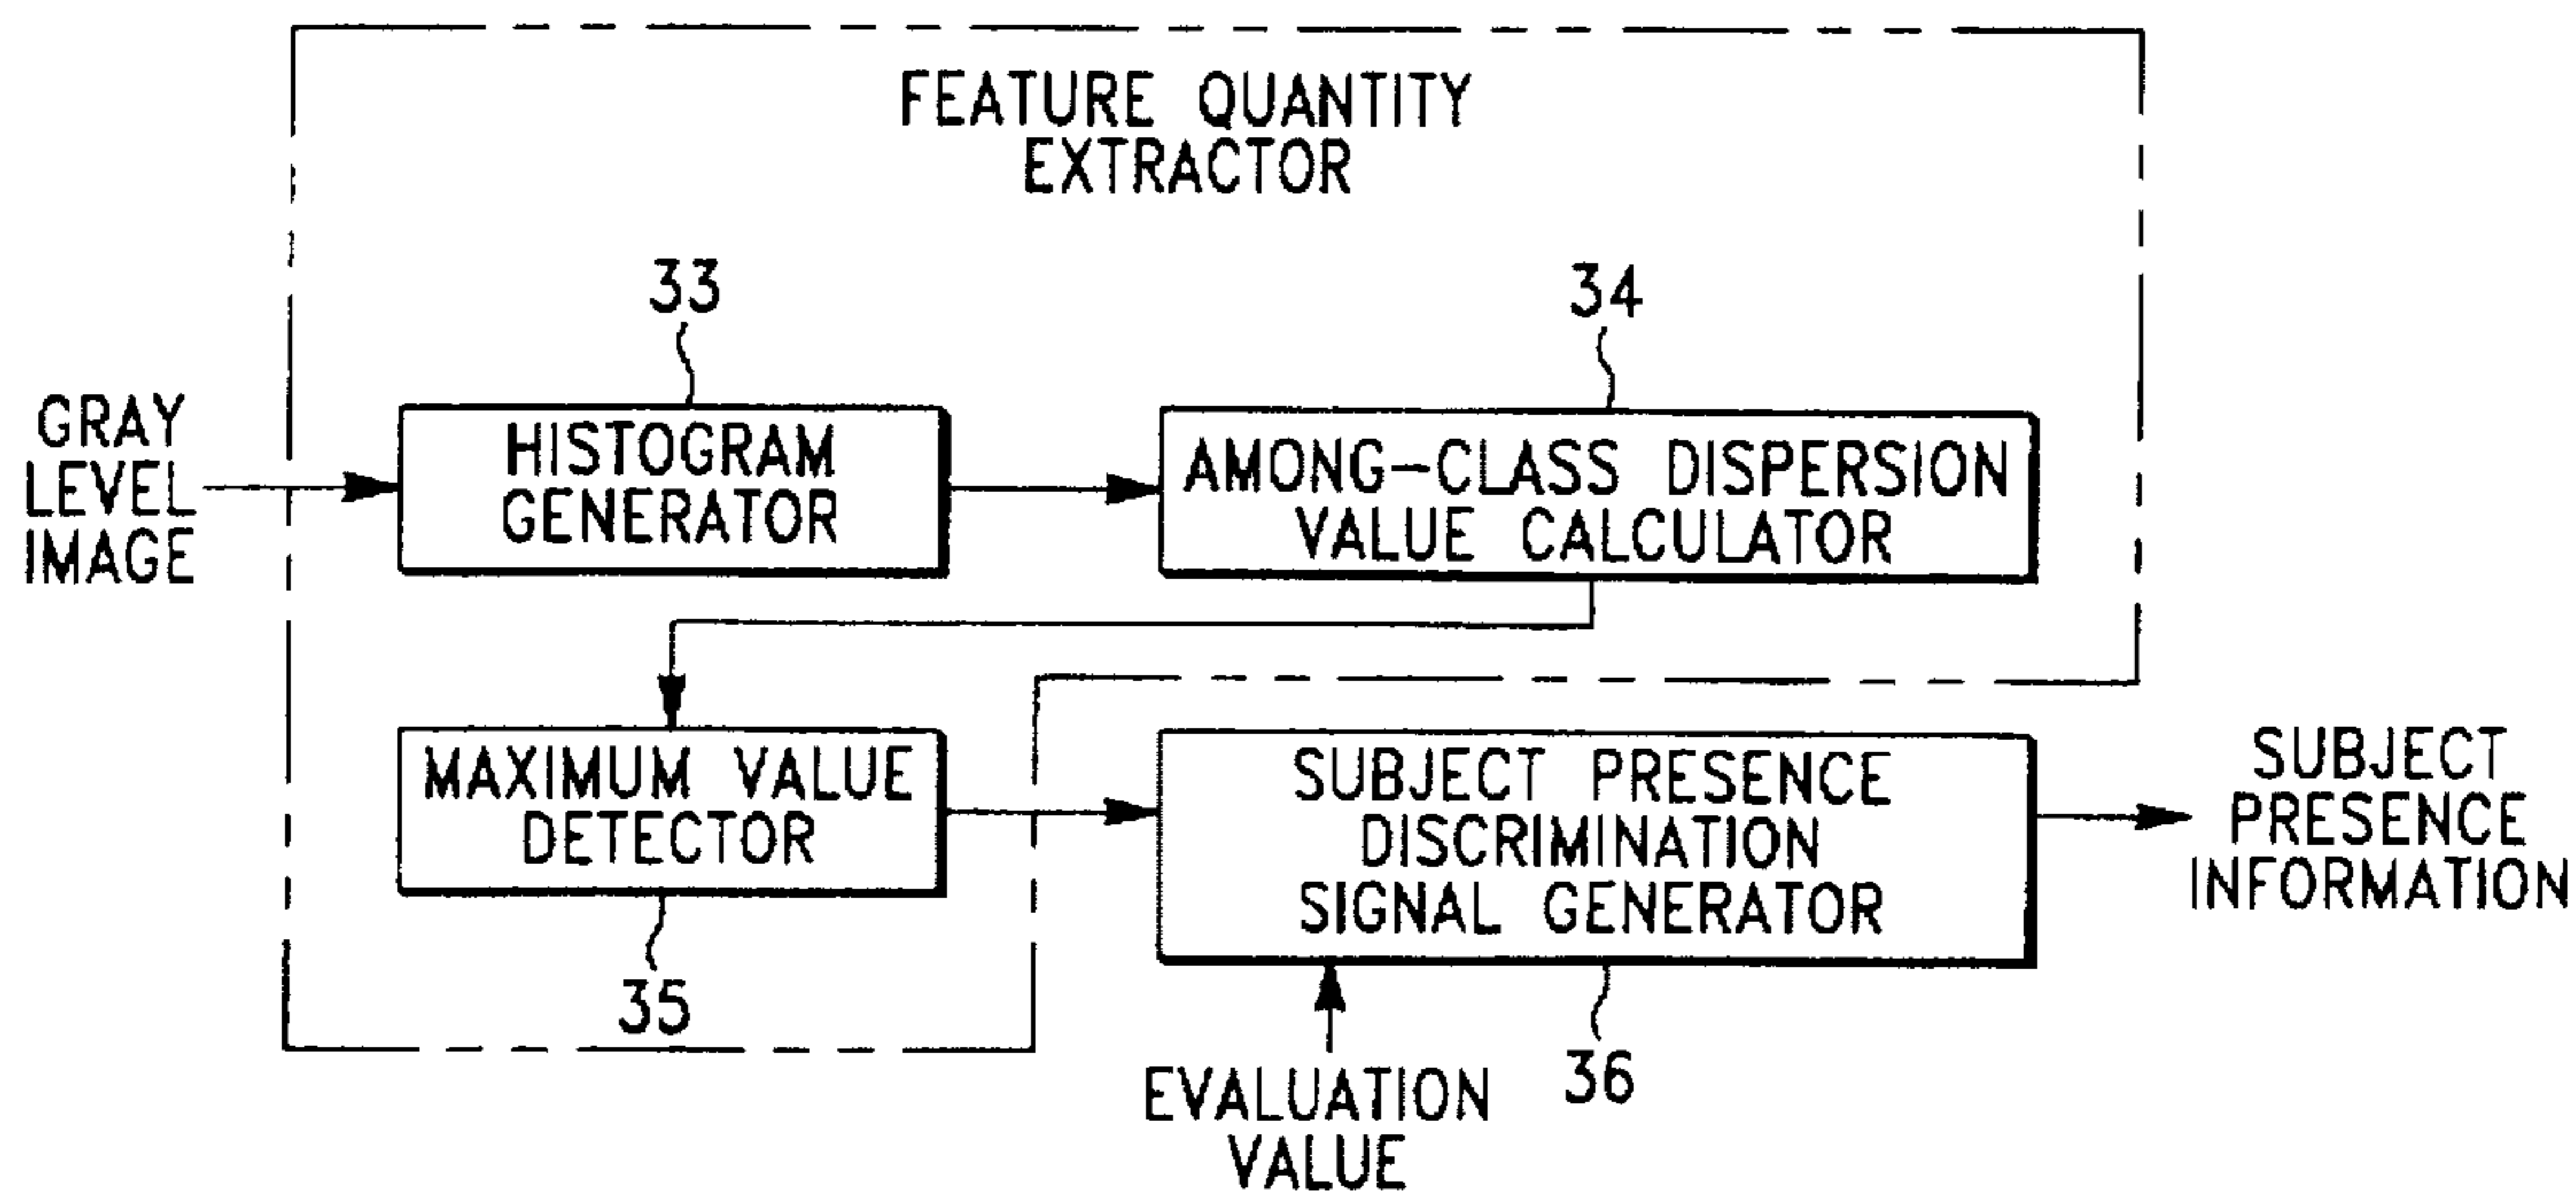 FEATURE QUANTITY
EXTRACTOR
33
34
GRAY
LEVEL
IMAGE
HISTOGRAM
GENERATOR
AMONG-CLASS DISPERSION
VALUE CALCULATOR
MAXIMUM VALUE
DETECTOR
35
SUBJECT PRESENCE
DISCRIMINATION
SIGNAL GENERATOR
36
SUBJECT
PRESENCE
INFORMATION
EVALUATION
VALUE